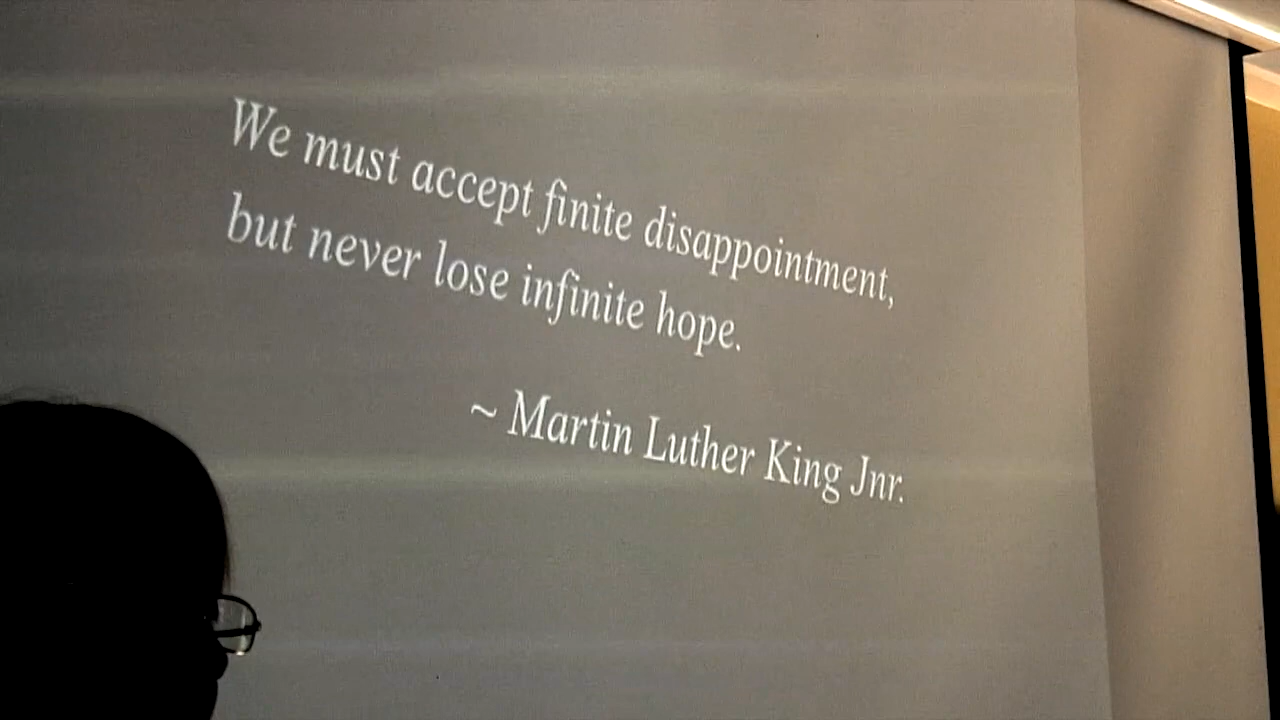 We must accept finite disappointment,
but never lose infinite hope.
~ Martin Luther King Jnr.